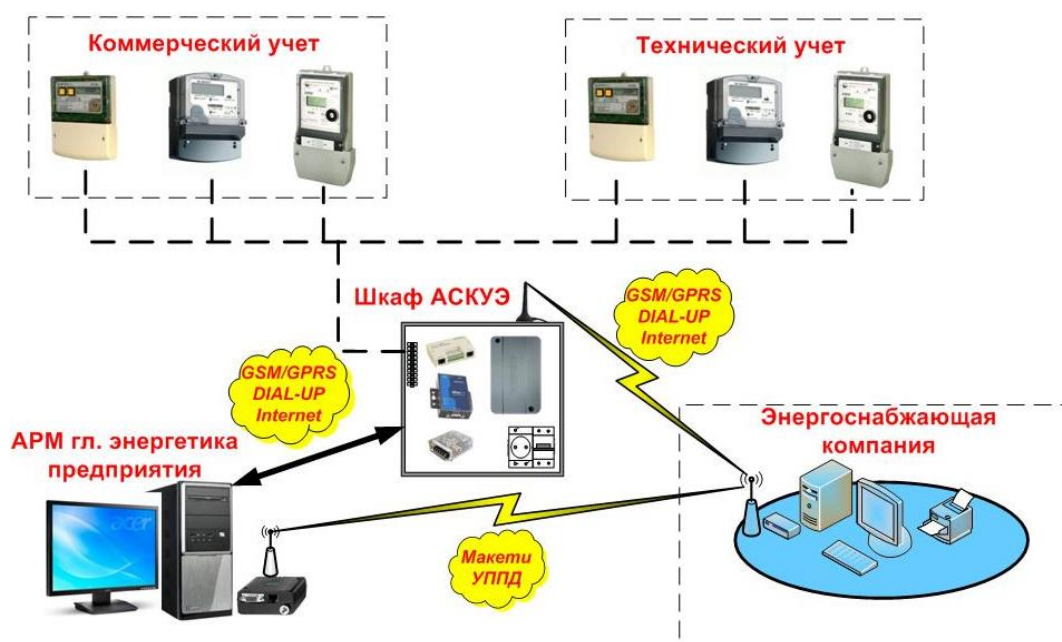 Коммерческий учет
Технический учет
Шкаф АСКУЭ
GSM/GPRS
DIAL-UP
Internet
GSM/GPRS
DIAL-UP
Internet
Энергоснабжающая
компания
АРМ гл. энергетика
предприятия
acer
Макети
УППД